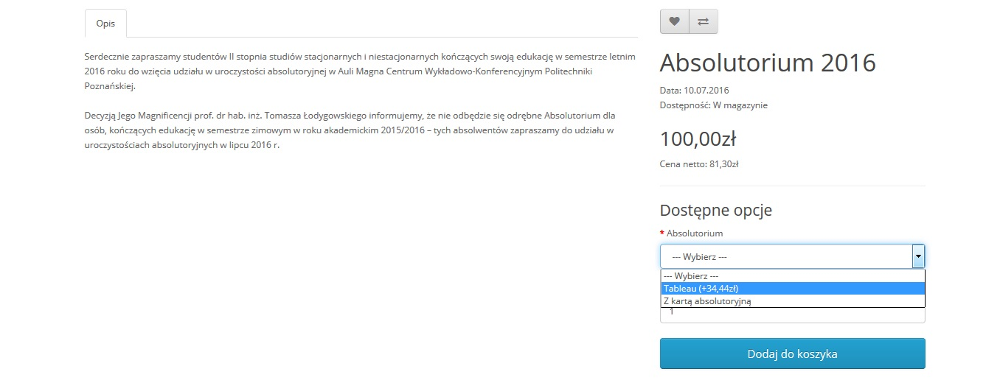 Opis
Serdecznie zapraszamy studentów II stopnia studiów stacjonarnych i niestacjonarnych kończących swoją edukację w semestrze letnim
2016 roku do wzięcia udziału w uroczystości absolutoryjnej w Auli Magna Centrum Wykładowo-Konferencyjnym Politechniki
Poznańskiej.
Decyzją Jego Magnificencji prof. dr hab. inż. Tomasza Łodygowskiego informujemy, że nie odbędzie się odrębne Absolutorium dla
osób, kończących edukację w semestrze zimowym w roku akademickim 2015/2016 – tych absolwentów zapraszamy do udziału w
uroczystościach absolutoryjnych w lipcu 2016 r.
Absolutorium 2016
Data: 10.07.2016
Dostępność: W magazynie
100,00zł
Cena netto: 81,30zł
Dostępne opcje
* Absolutorium
--- Wybierz ---
--- Wybierz ---
Tableau (+34,44zł)
Z kartą absolutoryjną
1
Dodaj do koszyka